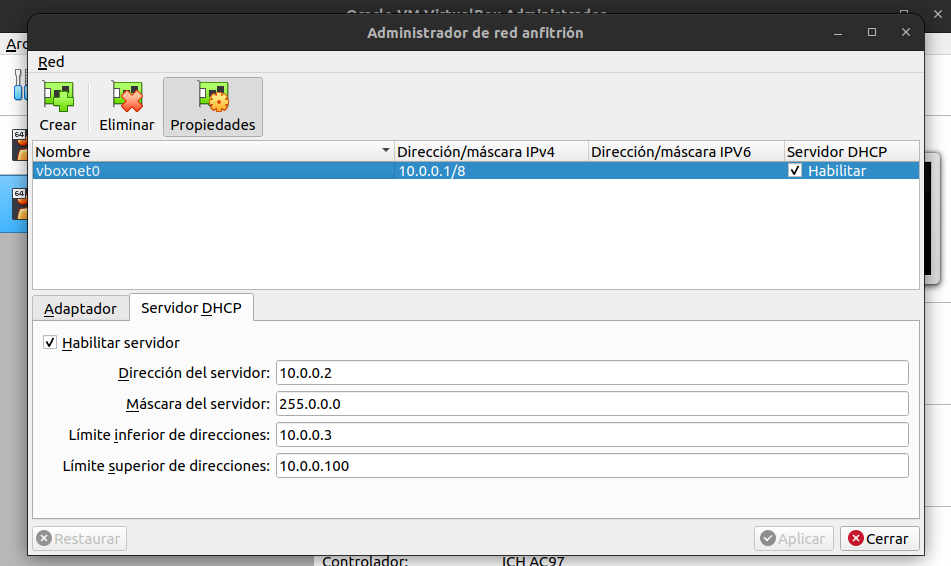 Oracle VM VirtualBox Administrador
Administrador de red anfitrión
Red
Crear
Eliminar
Propiedades
Nombre Dirección/máscara IPv4 Dirección/máscara IPV6 Servidor DHCP
vboxnet0 10.0.0.1/8 Habilitar
64
64
Adaptador Servidor DHCP
Habilitar servidor
Dirección del servidor: 10.0.0.2
Máscara del servidor: 255.0.0.0
Límite inferior de direcciones: 10.0.0.3
Límite superior de direcciones: 10.0.0.100
Restaurar Aplicar Cerrar
Controlador: ICH AC97